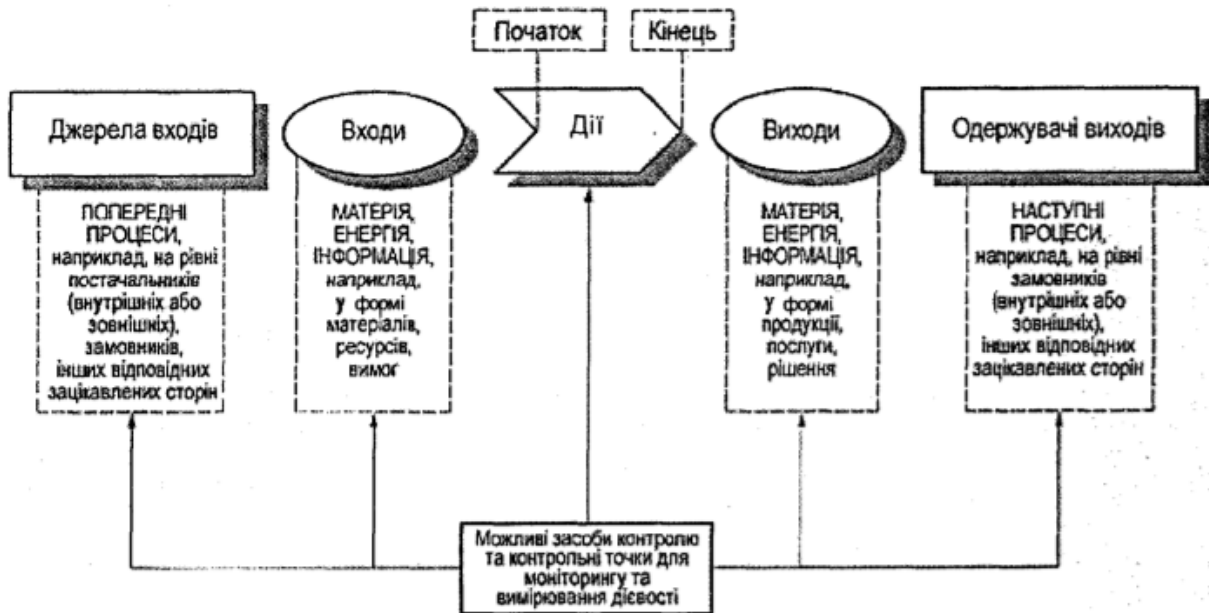 Початок
Кінець
Джерела входів
Входи
Дії
Виходи
Одержувачі виходів
ПОПЕРЕДНІ
ПРОЦЕСИ,
наприклад, на рівні
постачальників
(внутрішніх або
зовнішніх),
замовників,
інших відповідних
зацікавлених сторін
МАТЕРІЯ,
ЕНЕРГІЯ,
ІНФОРМАЦІЯ,
наприклад,
у формі
матеріалів,
ресурсів,
вимог
МАТЕРІЯ,
ЕНЕРГІЯ,
ІНФОРМАЦІЯ,
наприклад,
у формі
продукції,
послуги,
рішення
НАСТУПНІ
ПРОЦЕСИ,
наприклад, на рівні
замовників
(внутрішніх або
зовнішніх),
інших відповідних
зацікавлених сторін
Можливі засоби контролю
та контрольні точки для
моніторингу та
вимірювання дієвості